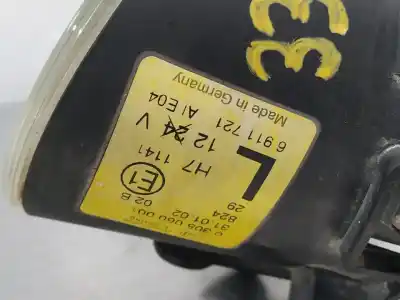 33
Made in Germany
6 911 721 AI E04
12 24 V
H7 1141
L
E1
02 B
29
824
31.01.02